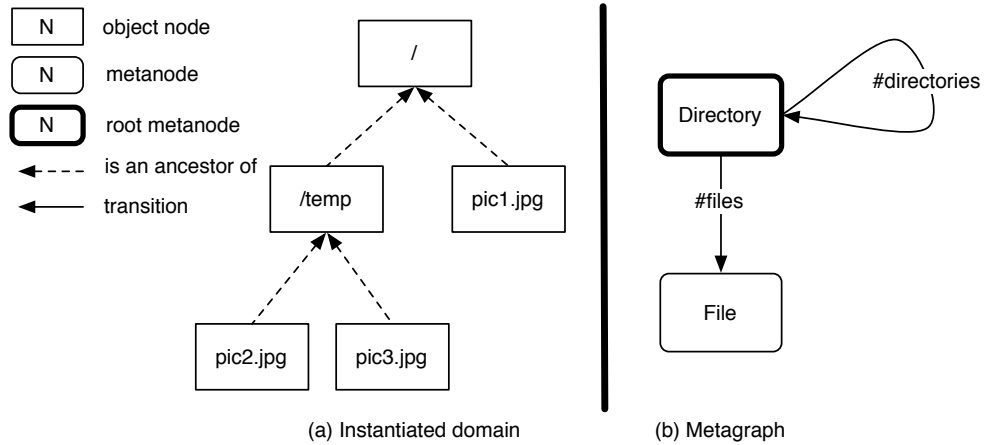 N object node
N metanode
N root metanode
is an ancestor of
transition
/
/temp
pic1.jpg
pic2.jpg
pic3.jpg
(a) Instantiated domain
Directory
#directories
#files
File
(b) Metagraph